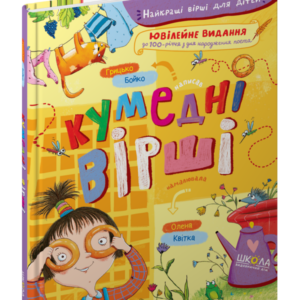 Найкращі вірші для дітей
ЮВІЛЕЙНЕ ВИДАННЯ
до 100-річчя з дня народження поета
Грицько
Бойко
написав
КУМЕДНІ
ВІРШІ
намалювала
Олена
Квітка
ШКОЛА